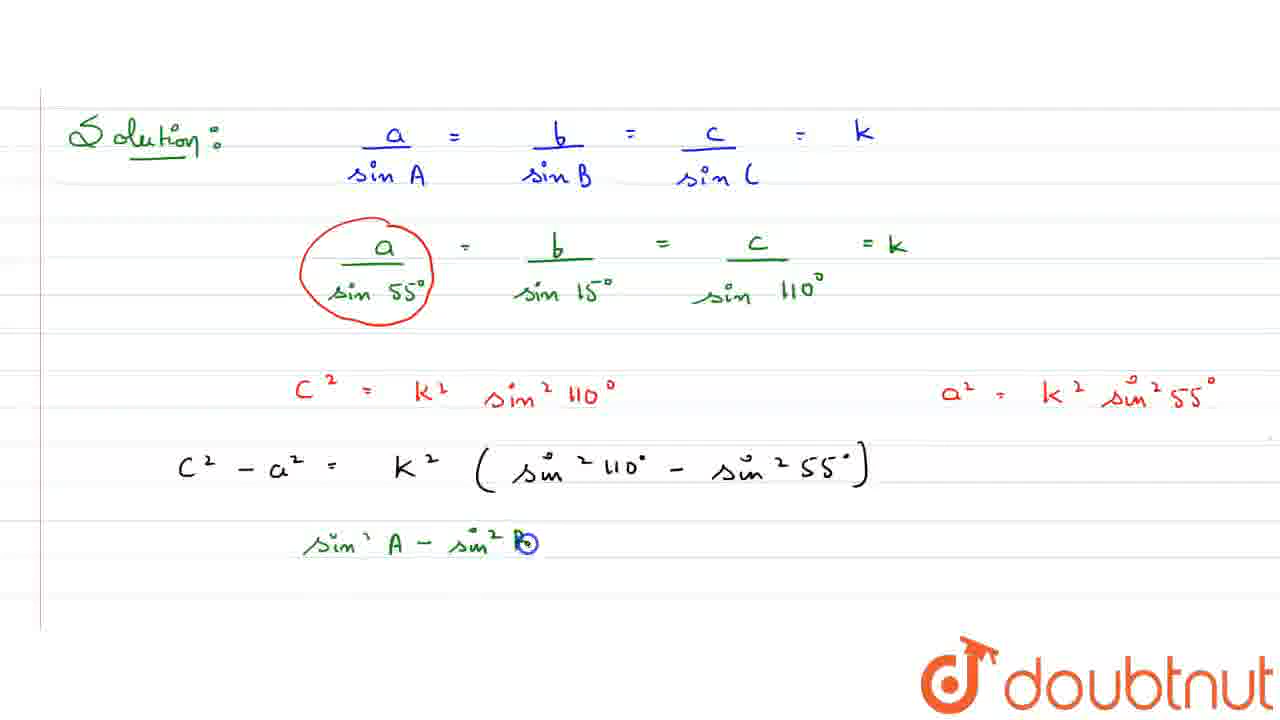 Solution: a/sin A = b/sin B = c/sin C = k
a/sin 55° = b/sin 15° = c/sin 110° = k
c² = k² sin² 110° a² = k² sin² 55°
c² - a² = k² (sin² 110° - sin² 55°)
sin² A - sin²
doubtnut